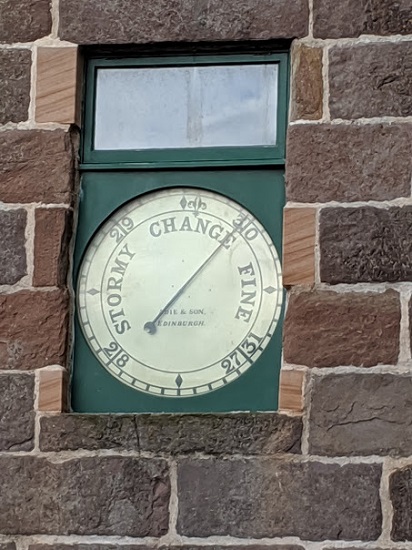 29
CHANGE
30
STORMY
FINE
& SON,
EDINBURGH.
28
27
31